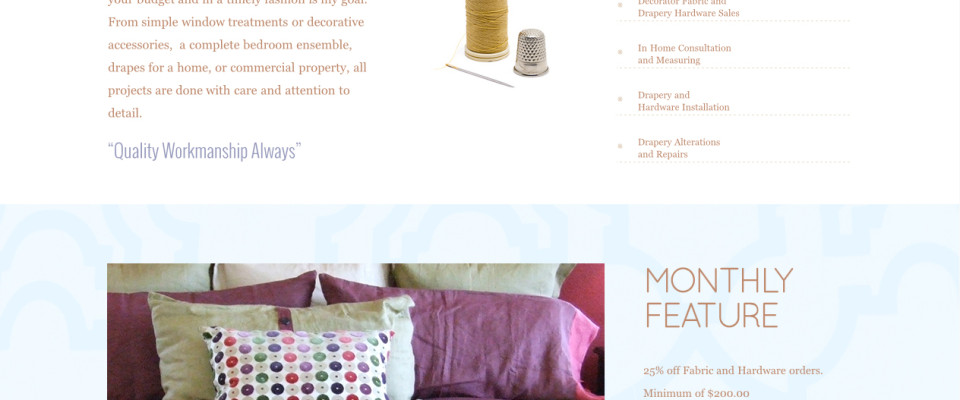 your budget and in a timely fashion is my goal.
From simple window treatments or decorative
accessories,  a complete bedroom ensemble,
drapes for a home, or commercial property, all
projects are done with care and attention to
detail.
“Quality Workmanship Always”
Decorator Fabric and
Drapery Hardware Sales
In Home Consultation
and Measuring
Drapery and
Hardware Installation
Drapery Alterations
and Repairs
MONTHLY
FEATURE
25% off Fabric and Hardware orders.
Minimum of $200.00